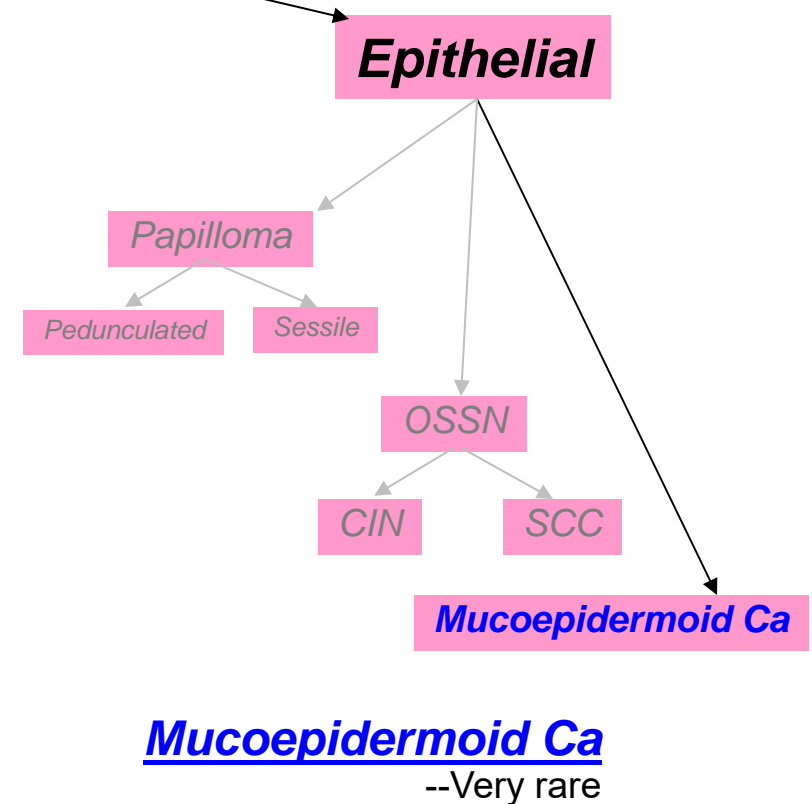 Epithelial
Papilloma
Pedunculated
Sessile
OSSN
CIN
SCC
Mucoepidermoid Ca
Mucoepidermoid Ca
--Very rare